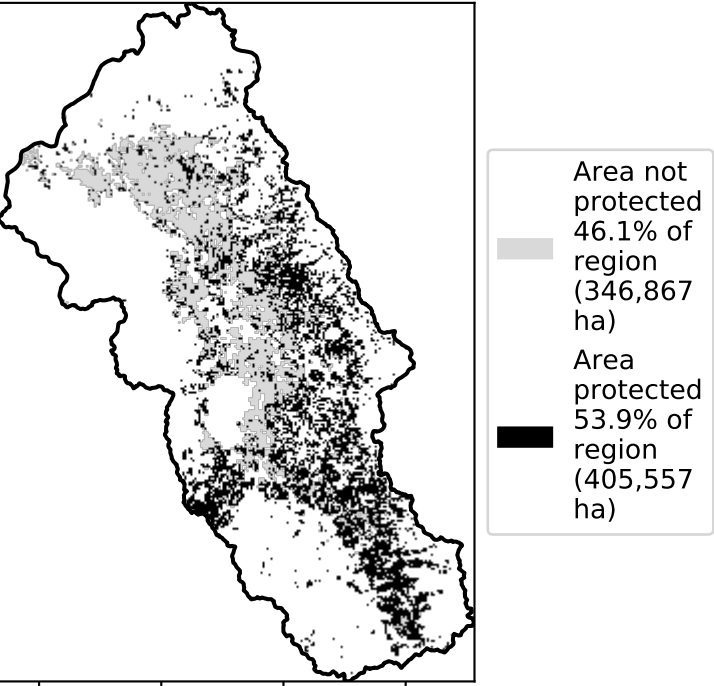 Area not
protected
46.1% of
region
(346,867
ha)
Area
protected
53.9% of
region
(405,557
ha)